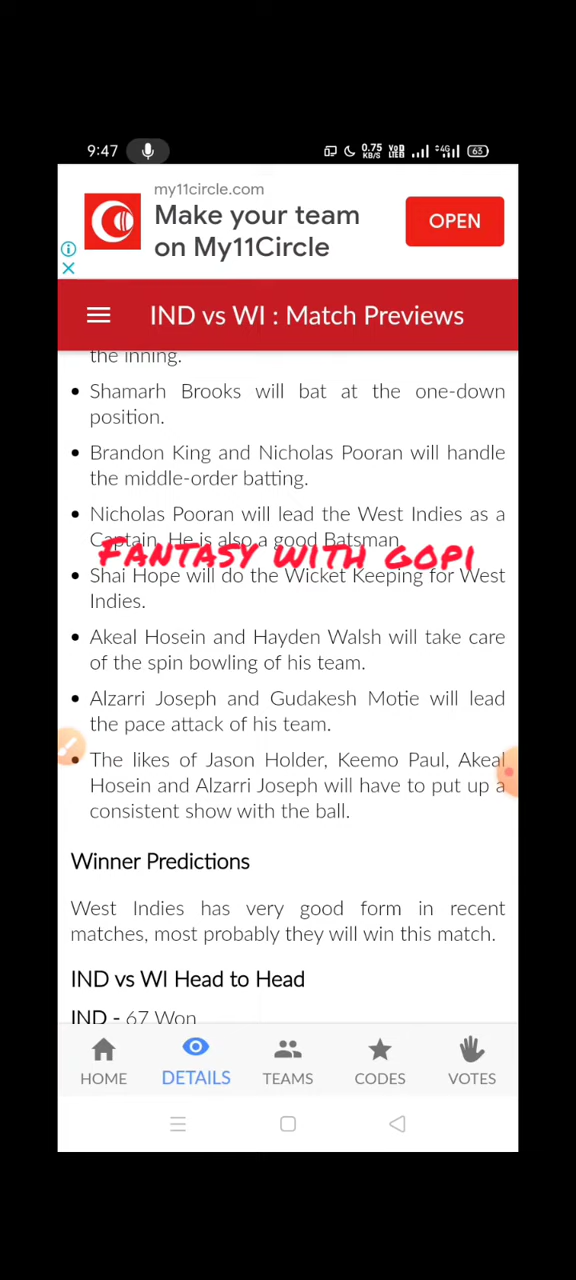 9:47
0.75
KB/S
VoD
LTE
4G
63
my11circle.com
Make your team
on My11Circle
OPEN
IND vs WI : Match Previews
the inning.
• Shamarh Brooks will bat at the one-down
position.
• Brandon King and Nicholas Pooran will handle
the middle-order batting.
• Nicholas Pooran will lead the West Indies as a
Captain. He is also a good Batsman.
FANTASY WITH GOPI
• Shai Hope will do the Wicket Keeping for West
Indies.
• Akeal Hosein and Hayden Walsh will take care
of the spin bowling of his team.
• Alzarri Joseph and Gudakesh Motie will lead
the pace attack of his team.
• The likes of Jason Holder, Keemo Paul, Akeal
Hosein and Alzarri Joseph will have to put up a
consistent show with the ball.
Winner Predictions
West Indies has very good form in recent
matches, most probably they will win this match.
IND vs WI Head to Head
IND - 67 Won
HOME
DETAILS
TEAMS
CODES
VOTES